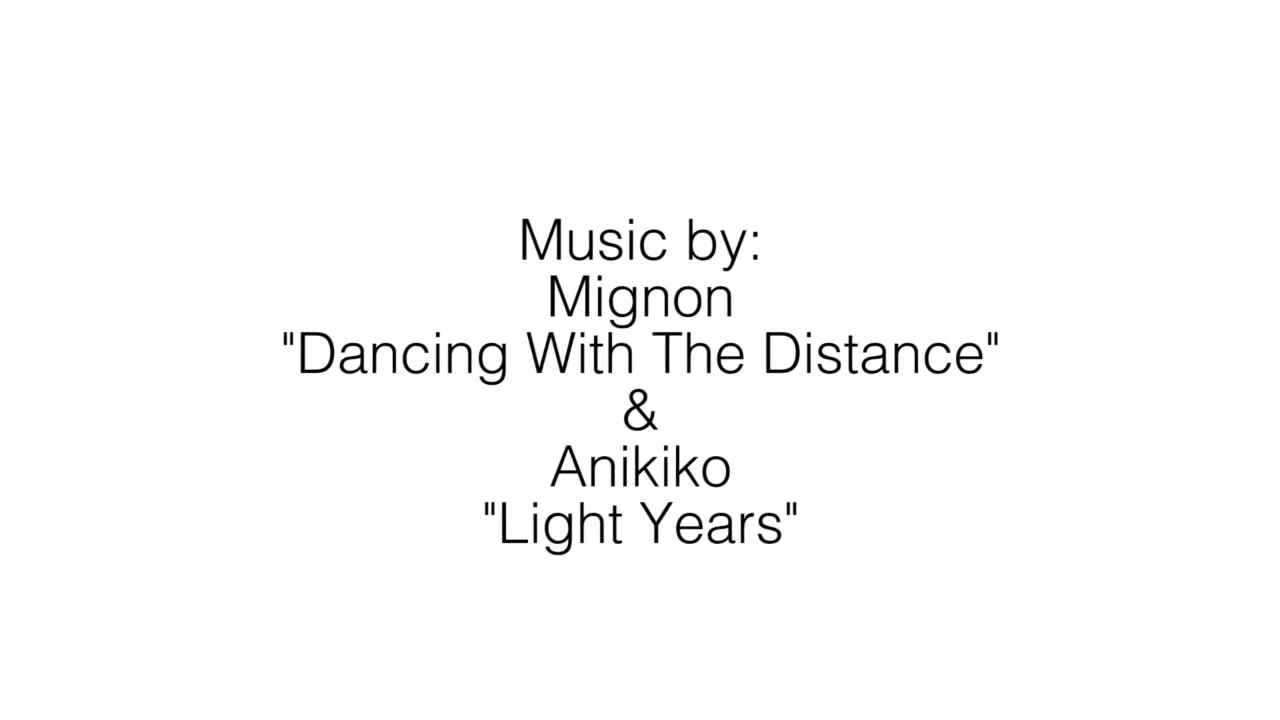 Music by:
Mignon
"Dancing With The Distance"
&
Anikiko
"Light Years"